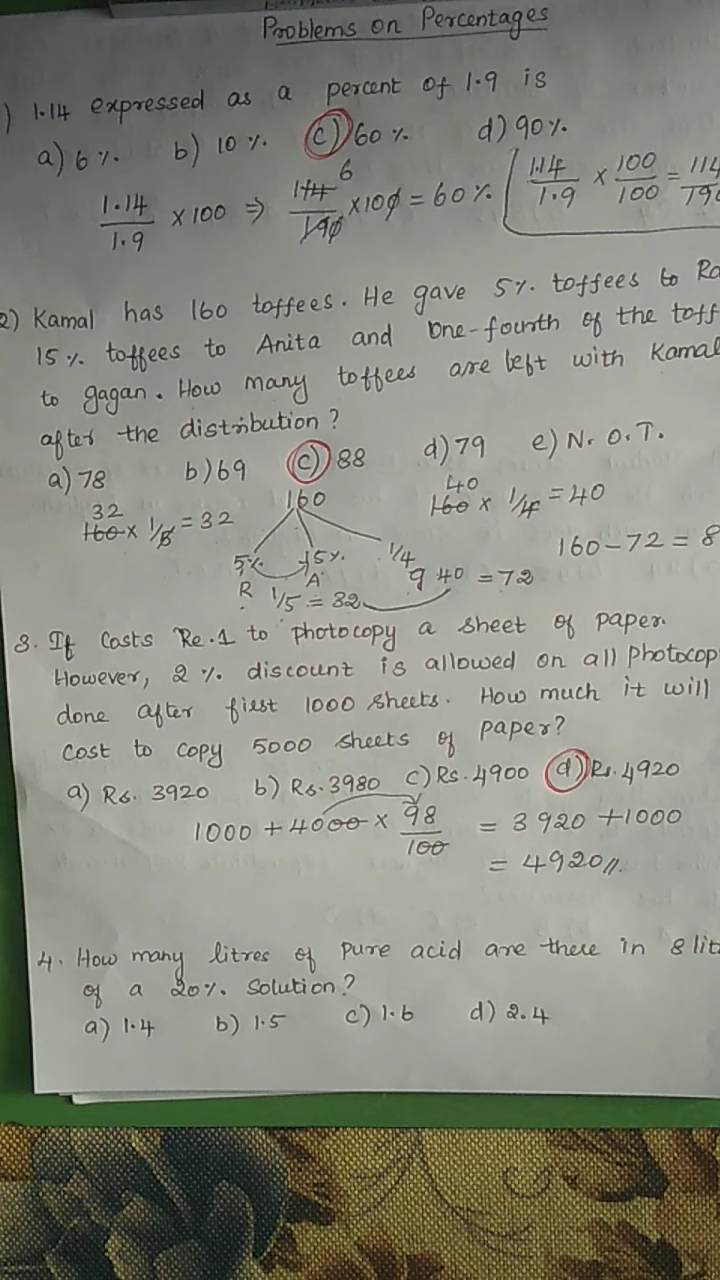 Problems on Percentages
) 1.14 expressed as a percent of 1.9 is
a) 6 %. b) 10 %. (c) 60 %. d) 90%.
1.14/1.9 x 100 ⇒ 114/190 x 100 = 60 %. 6 1.14/1.9 x 100/100 = 114/190
2) Kamal has 160 toffees. He gave 5%. toffees to Ra
15 %. toffees to Anita and One-fourth of the toff
to gagan. How many toffees are left with Kamal
after the distribution?
a) 78 b) 69 (c) 88 d) 79 e) N. O. T.
32 160 40
160 x 1/5 = 32 160 x 1/4 = 40
5%. 15%. 1/4 160-72 = 8
R A 9 40 = 72
1/5 = 32
3. If Costs Re.1 to photocopy a sheet of paper.
However, 2 %. discount is allowed on all photocop
done after first 1000 sheets. How much it will
Cost to copy 5000 sheets of paper?
a) Rs. 3920 b) Rs. 3980 c) Rs. 4900 (d) Rs. 4920
1000 + 4000 x 98/100 = 3920 +1000
= 4920//.
4. How many litres of Pure acid are there in 8 lit
of a 20%. Solution?
a) 1.4 b) 1.5 c) 1.6 d) 2.4